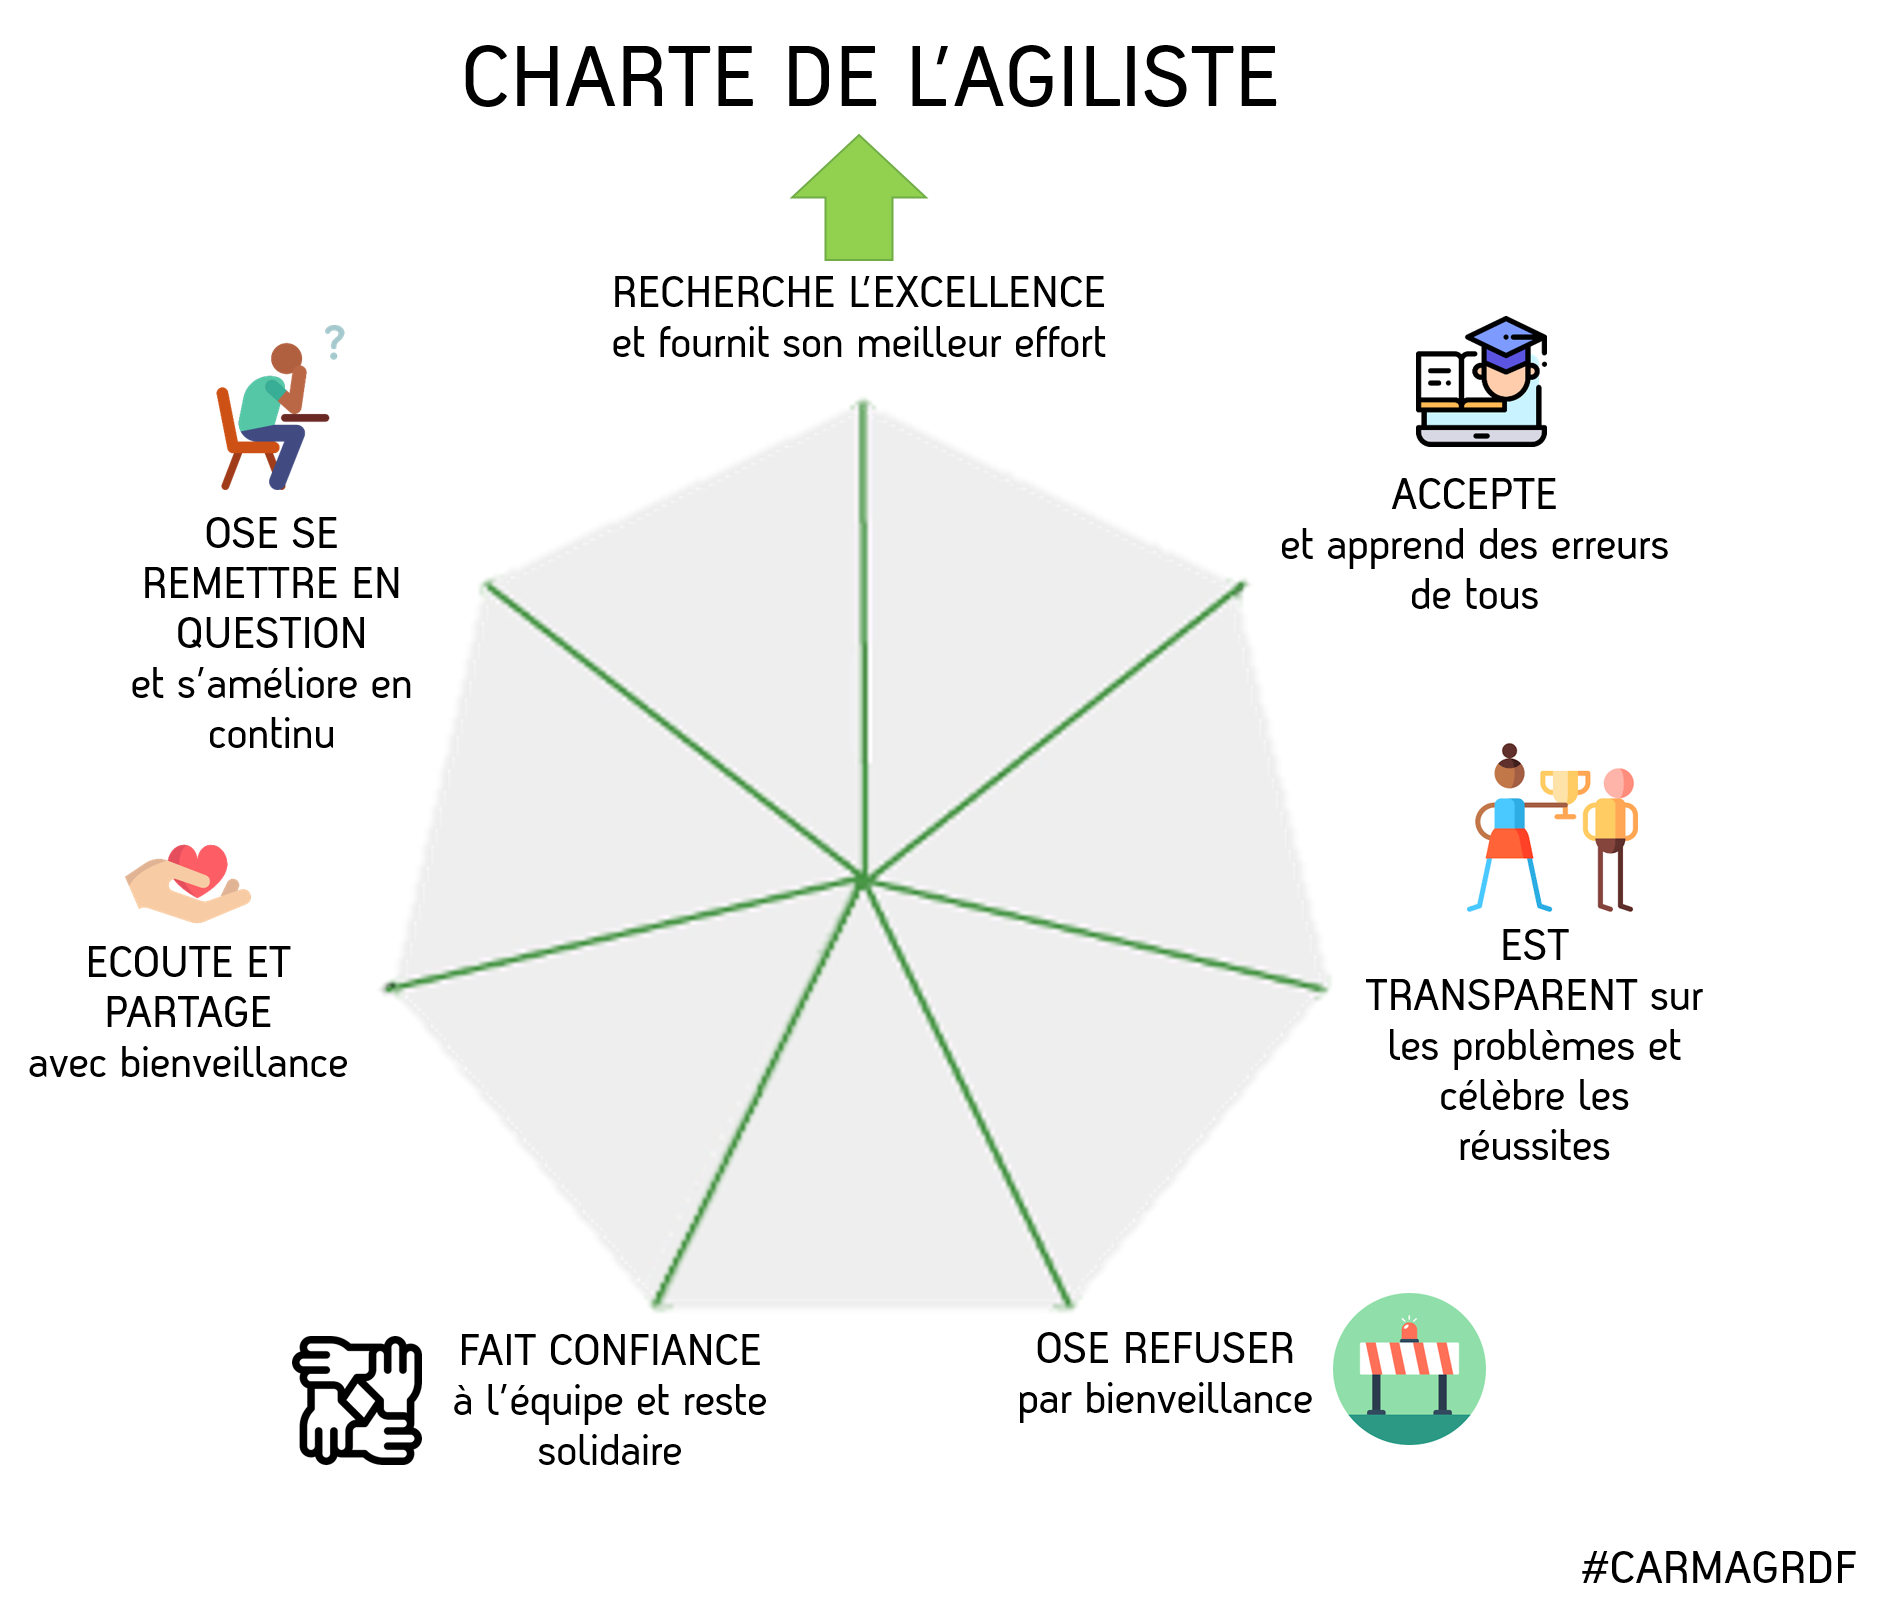 CHARTE DE L’AGILISTE
RECHERCHE L’EXCELLENCE
et fournit son meilleur effort
ACCEPTE
et apprend des erreurs
de tous
EST
TRANSPARENT sur
les problèmes et
célèbre les
réussites
OSE REFUSER
par bienveillance
FAIT CONFIANCE
à l’équipe et reste
solidaire
ECOUTE ET
PARTAGE
avec bienveillance
?
OSE SE
REMETTRE EN
QUESTION
et s’améliore en
continu
#CARMAGRDF